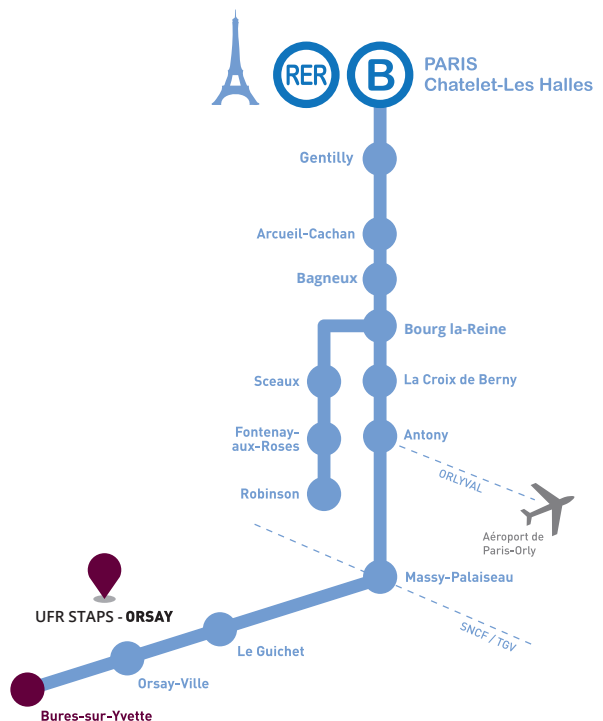 RER
B
PARIS
Chatelet-Les Halles
Gentilly
Arcueil-Cachan
Bagneux
Bourg la-Reine
Sceaux
La Croix de Berny
Fontenay-
aux-Roses
Antony
ORLYVAL
Robinson
Aéroport de
Paris-Orly
Massy-Palaiseau
SNCF / TGV
UFR STAPS - ORSAY
Le Guichet
Orsay-Ville
Bures-sur-Yvette